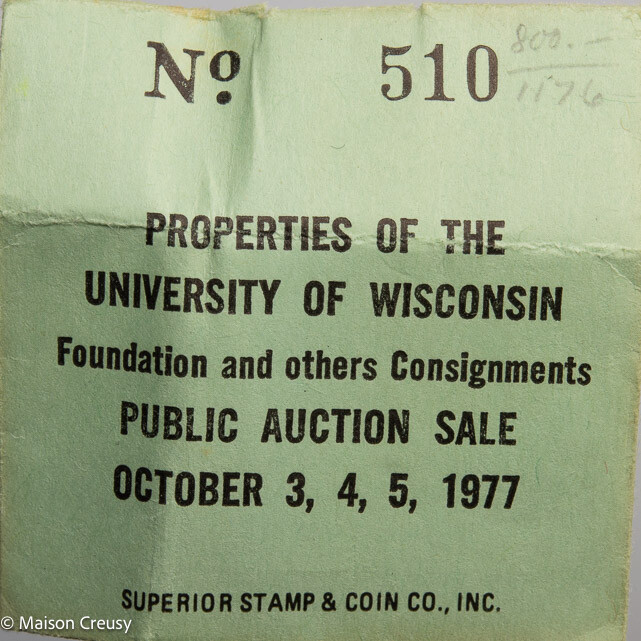 Nº 510 800.-
1176
PROPERTIES OF THE
UNIVERSITY OF WISCONSIN
Foundation and others Consignments
PUBLIC AUCTION SALE
OCTOBER 3, 4, 5, 1977
SUPERIOR STAMP & COIN CO., INC.
© Maison Creusy